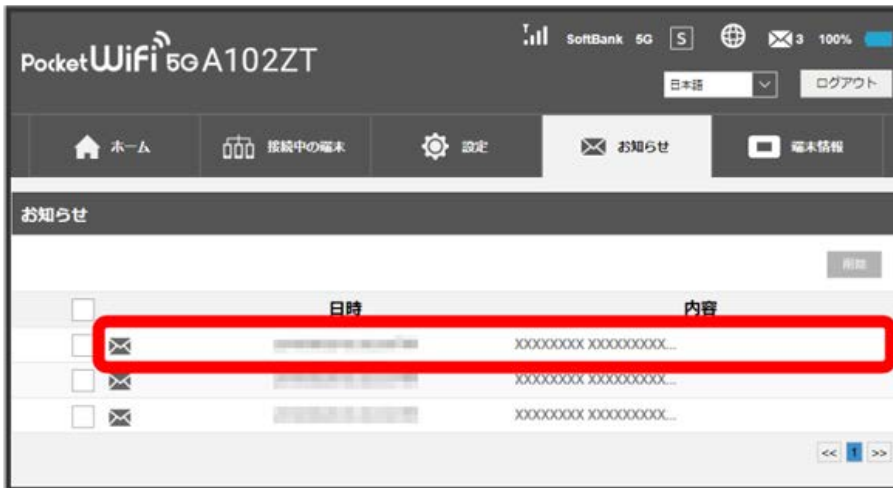 PocketWiFi 5G A102ZT
SoftBank 5G S 3 100%
日本語 ログアウト
ホーム 接続中の端末 設定 お知らせ 端末情報
お知らせ
削除
日時 内容
XXXXXXXX XXXXXXXXX...
XXXXXXXX XXXXXXXXX...
XXXXXXXX XXXXXXXXX...
<< 1 >>